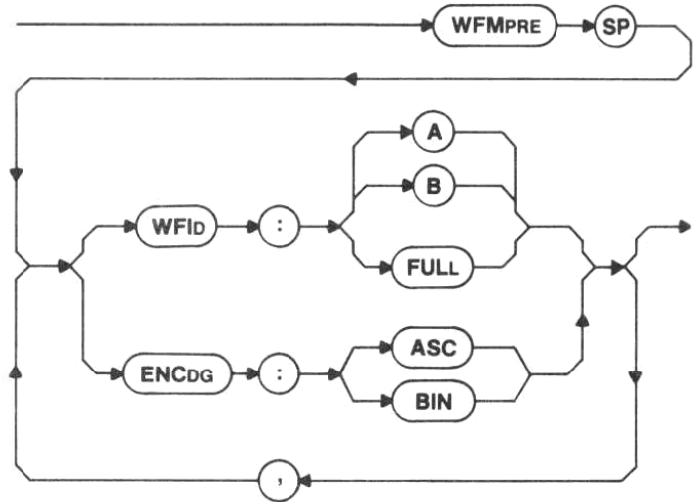 WFMPRE SP
A
B
WFID :
FULL
ASC
ENCDG :
BIN
,